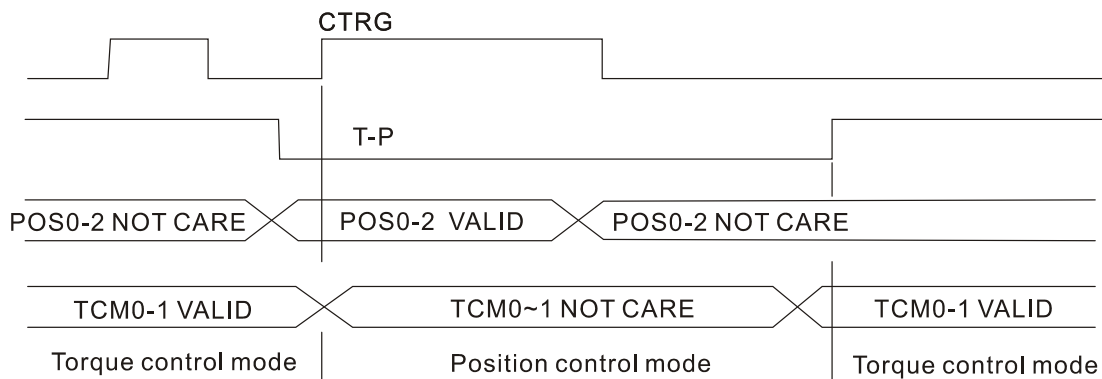 CTRG
T-P
POS0-2 NOT CARE POS0-2 VALID POS0-2 NOT CARE
TCM0-1 VALID TCM0~1 NOT CARE TCM0-1 VALID
Torque control mode Position control mode Torque control mode